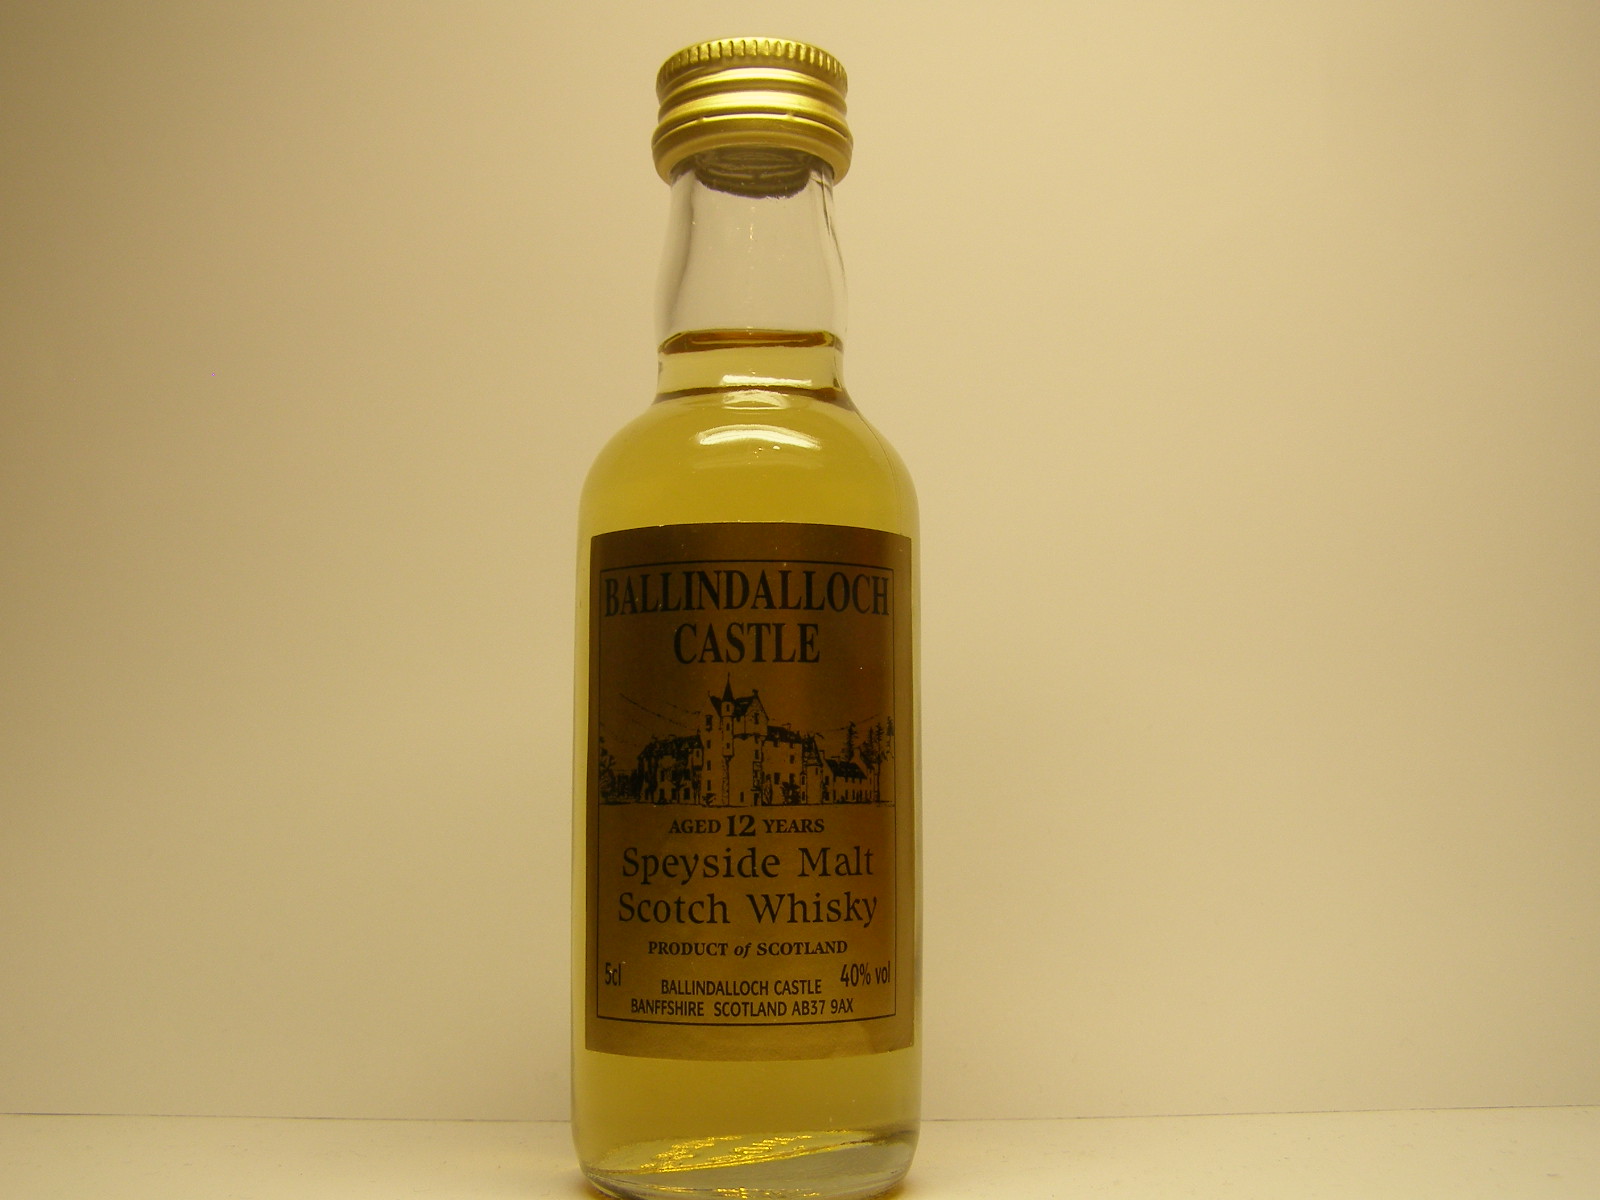 BALLINDALLOCH
CASTLE
AGED 12 YEARS
Speyside Malt
Scotch Whisky
PRODUCT of SCOTLAND
5cl 40% vol
BALLINDALLOCH CASTLE
BANFFSHIRE SCOTLAND AB37 9AX